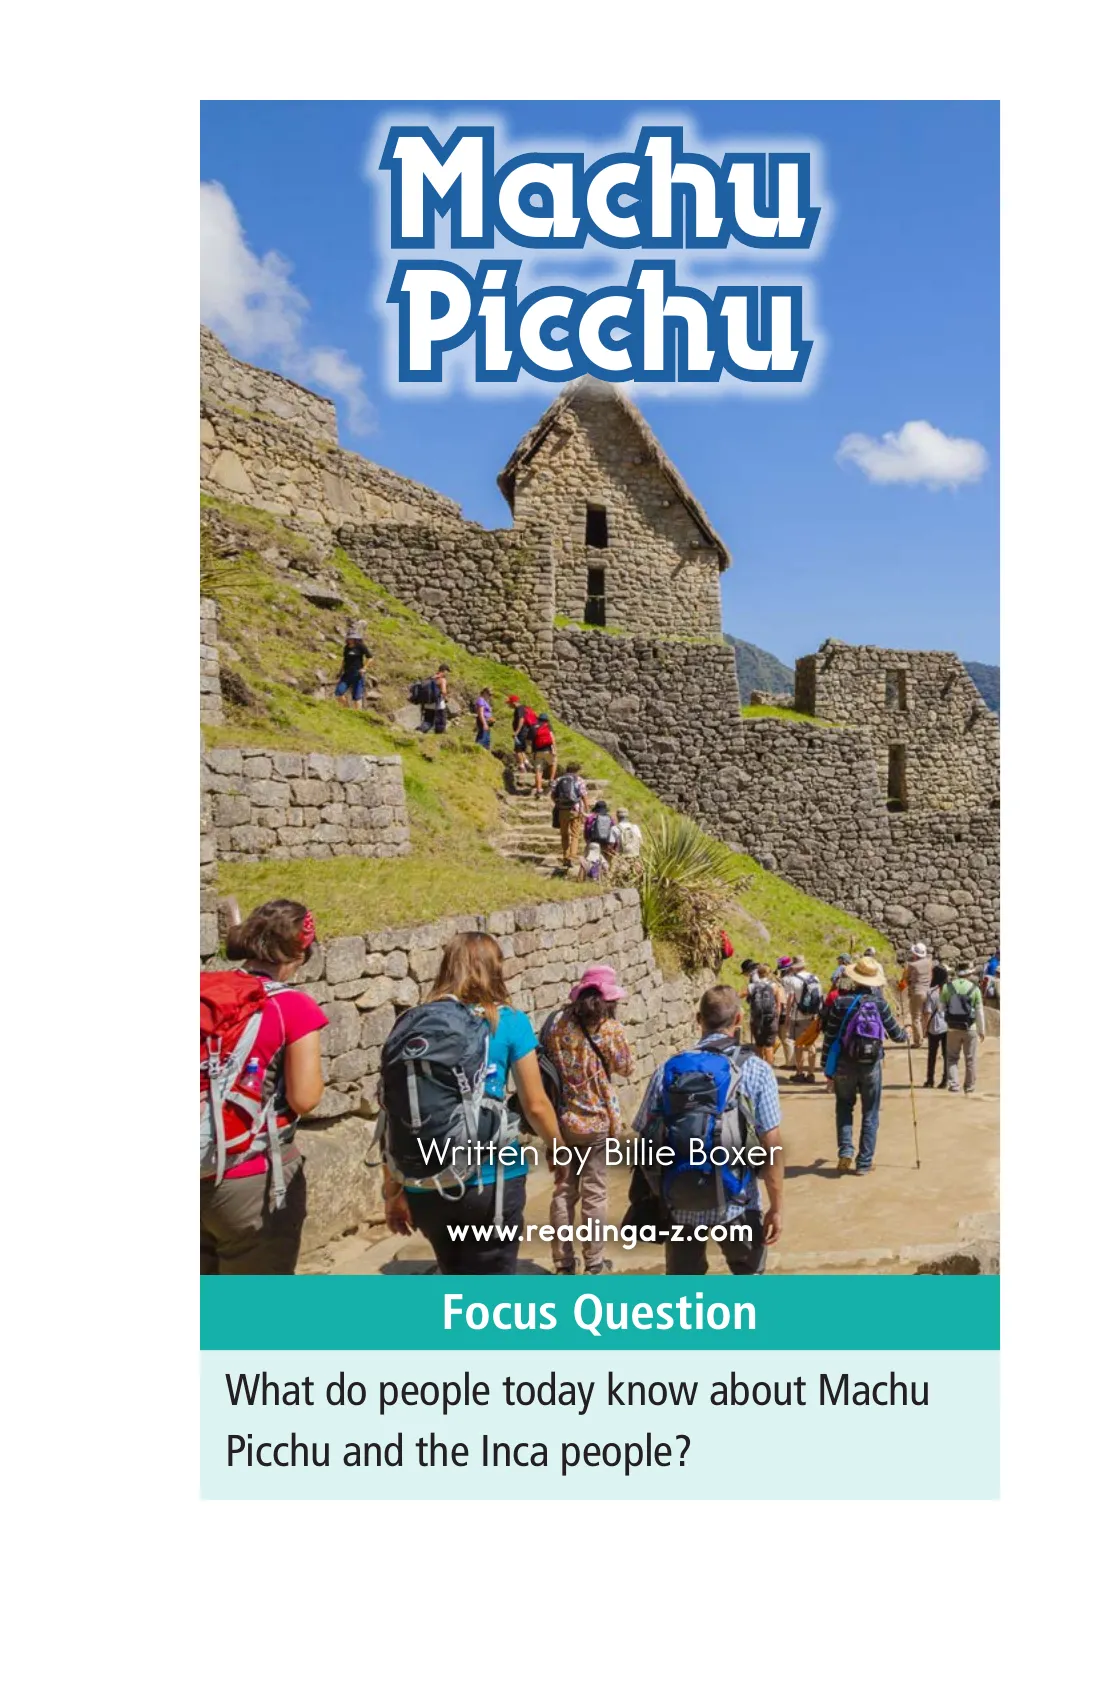 Machu
Picchu
Written by Billie Boxer
www.readinga-z.com
Focus Question
What do people today know about Machu
Picchu and the Inca people?